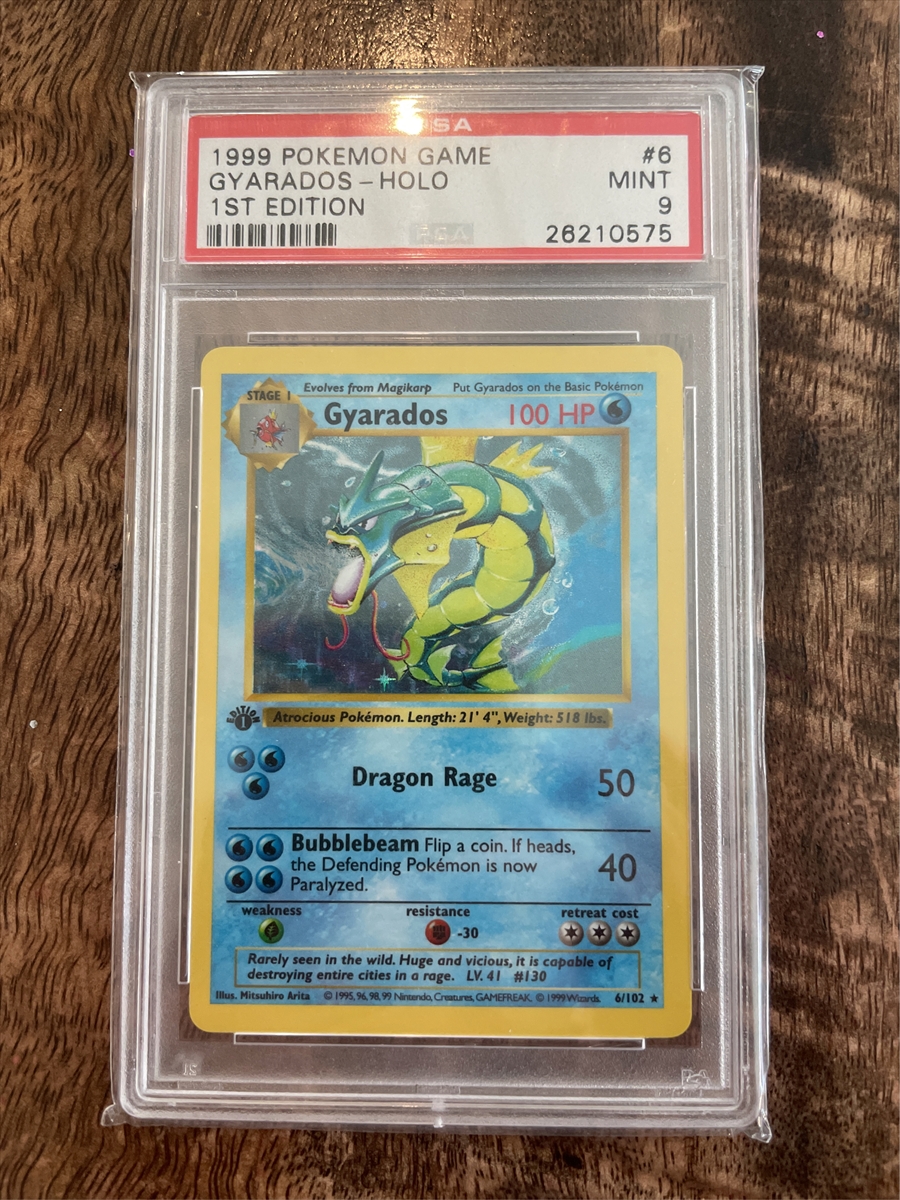 PSA
1999 POKEMON GAME #6
GYARADOS - HOLO MINT
1ST EDITION 9
PSA 26210575
STAGE 1 Evolves from Magikarp Put Gyarados on the Basic Pokémon
Gyarados 100 HP
EDITION 1 Atrocious Pokémon. Length: 21' 4", Weight: 518 lbs.
Dragon Rage 50
Bubblebeam Flip a coin. If heads,
the Defending Pokémon is now 40
Paralyzed.
weakness resistance retreat cost
-30
Rarely seen in the wild. Huge and vicious, it is capable of
destroying entire cities in a rage. LV. 41 #130
Illus. Mitsuhiro Arita © 1995, 96, 98, 99 Nintendo, Creatures, GAMEFREAK. © 1999 Wizards. 6/102 ★